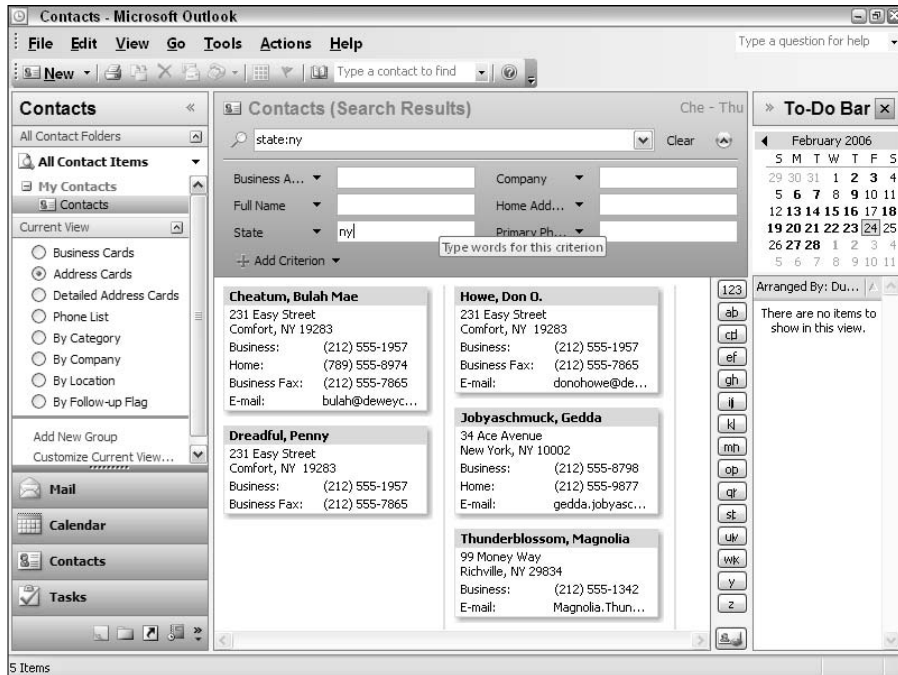 Contacts - Microsoft Outlook
File Edit View Go Tools Actions Help
Type a question for help
New
Type a contact to find
Contacts
All Contact Folders
All Contact Items
My Contacts
Contacts
Current View
Business Cards
Address Cards
Detailed Address Cards
Phone List
By Category
By Company
By Location
By Follow-up Flag
Add New Group
Customize Current View...
Mail
Calendar
Contacts
Tasks
Contacts (Search Results)
Che - Thu
state:ny
Clear
Business A...
Company
Full Name
Home Add...
State
ny
Primary Ph...
Type words for this criterion
Add Criterion
Cheatum, Bulah Mae
231 Easy Street
Comfort, NY 19283
Business: (212) 555-1957
Home: (789) 555-8974
Business Fax: (212) 555-7865
E-mail: bulah@deweyc...
Dreadful, Penny
231 Easy Street
Comfort, NY 19283
Business: (212) 555-1957
Business Fax: (212) 555-7865
Howe, Don O.
231 Easy Street
Comfort, NY 19283
Business: (212) 555-1957
Business Fax: (212) 555-7865
E-mail: donohowe@de...
Jobyaschmuck, Gedda
34 Ace Avenue
New York, NY 10002
Business: (212) 555-8798
Home: (212) 555-9877
E-mail: gedda.jobyasc...
Thunderblossom, Magnolia
99 Money Way
Richville, NY 29834
Business: (212) 555-1342
E-mail: Magnolia.Thun...
123
ab
cd
ef
gh
ij
kl
mn
op
qr
st
uv
wx
y
z
To-Do Bar
February 2006
S M T W T F S
29 30 31 1 2 3 4
5 6 7 8 9 10 11
12 13 14 15 16 17 18
19 20 21 22 23 24 25
26 27 28 1 2 3 4
5 6 7 8 9 10 11
Arranged By: Du...
There are no items to
show in this view.
5 Items